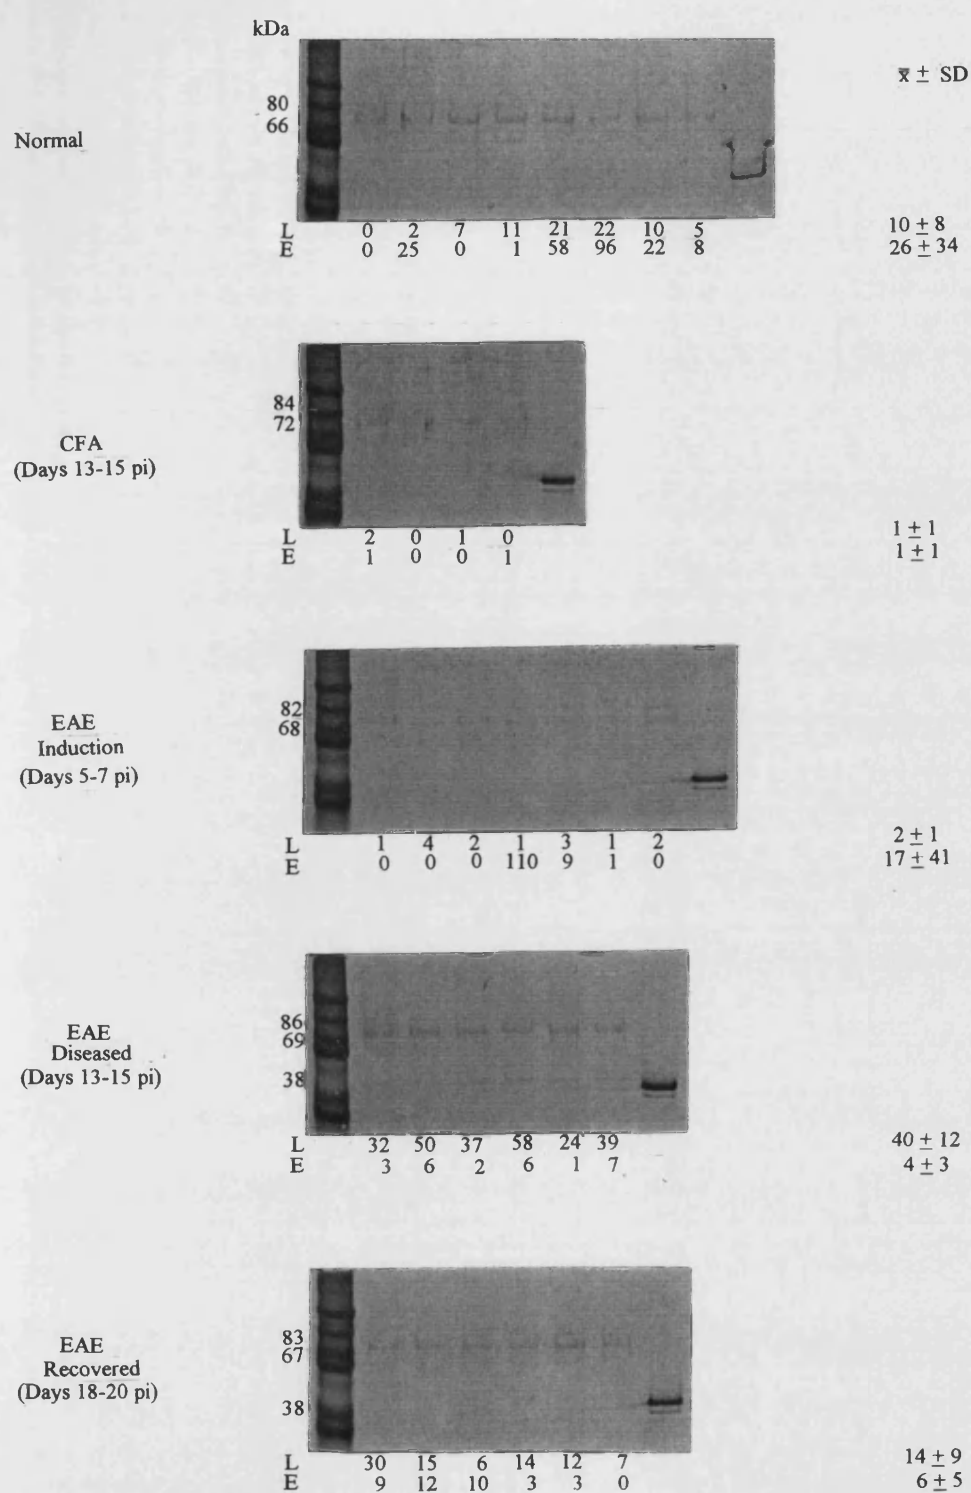 kDa
x̄ ± SD
80
66
Normal
L 0 2 7 11 21 22 10 5 10 ± 8
E 0 25 0 1 58 96 22 8 26 ± 34
84
72
CFA
(Days 13-15 pi)
L 2 0 1 0 1 ± 1
E 1 0 0 1 1 ± 1
82
68
EAE
Induction
(Days 5-7 pi)
L 1 4 2 1 3 1 2 2 ± 1
E 0 0 0 110 9 1 0 17 ± 41
86
69
38
EAE
Diseased
(Days 13-15 pi)
L 32 50 37 58 24 39 40 ± 12
E 3 6 2 6 1 7 4 ± 3
83
67
38
EAE
Recovered
(Days 18-20 pi)
L 30 15 6 14 12 7 14 ± 9
E 9 12 10 3 3 0 6 ± 5